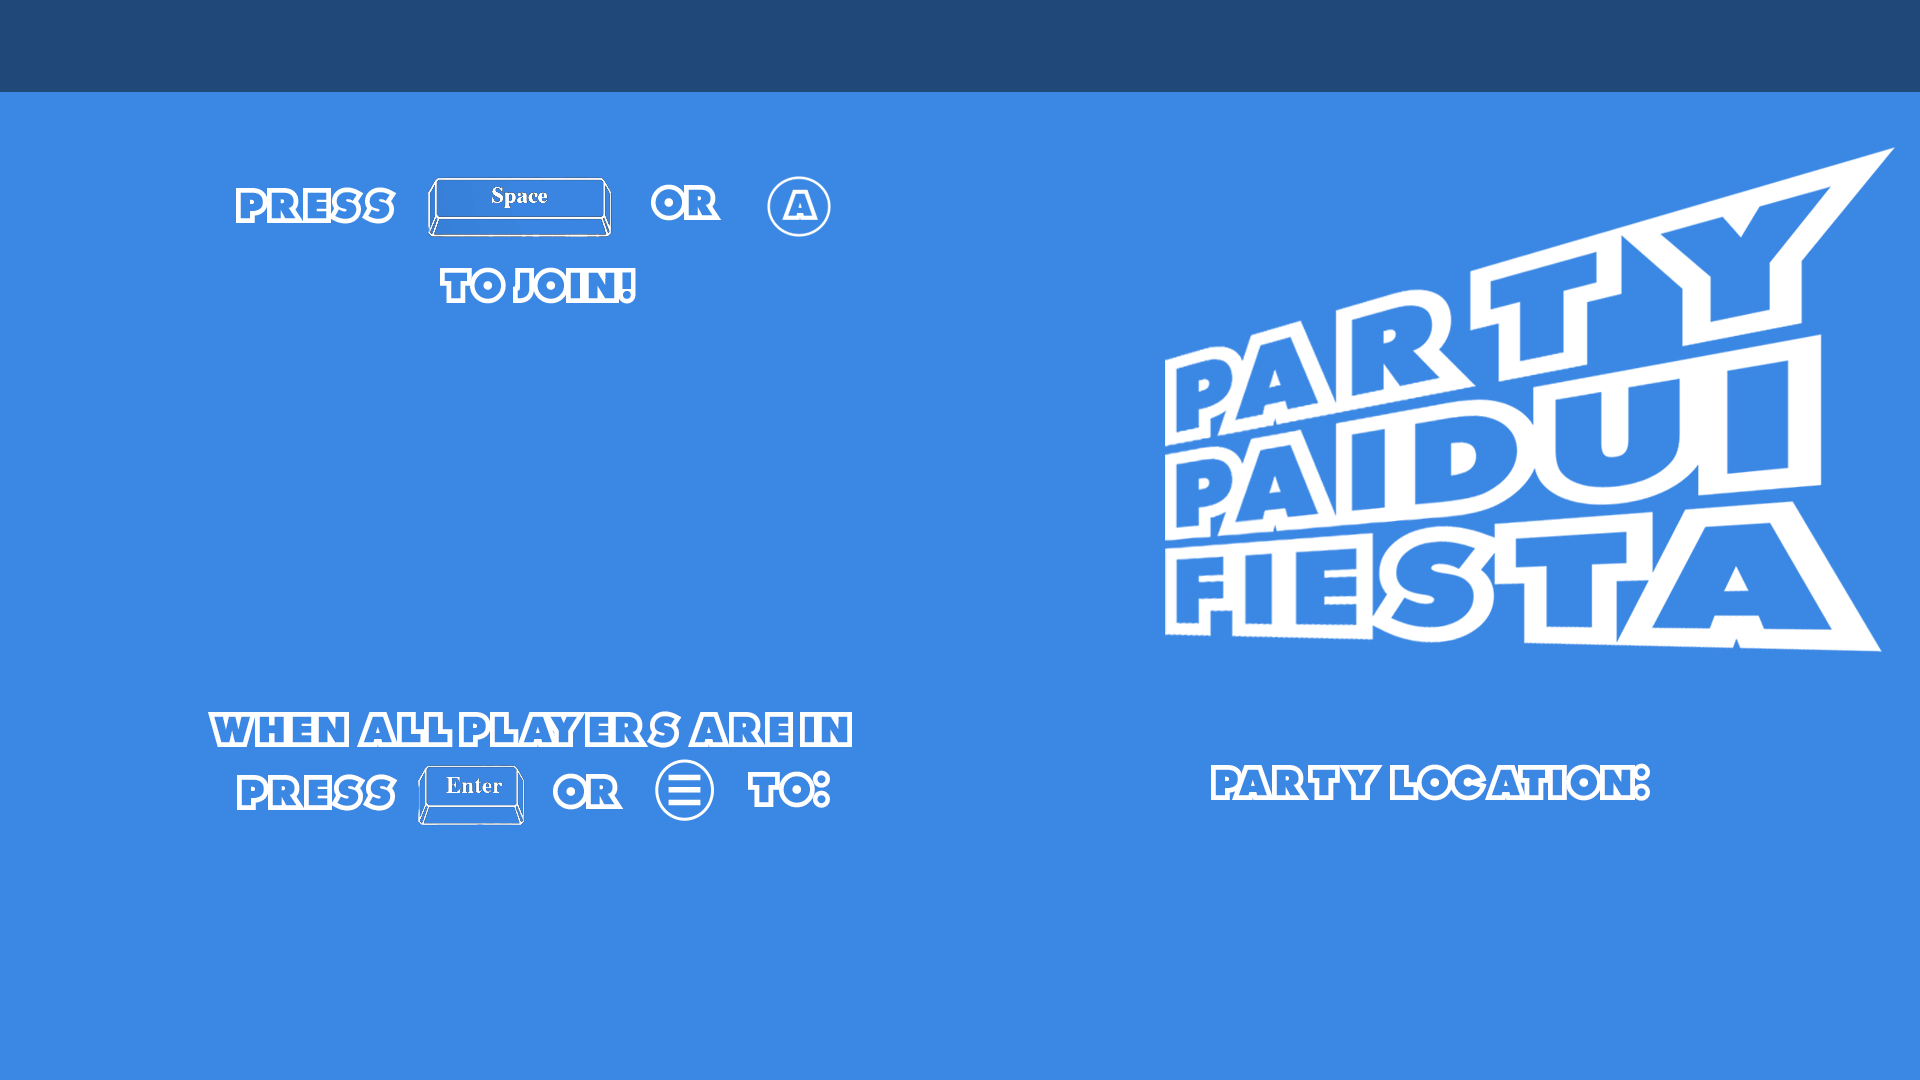 PRESS Space OR A
TO JOIN!
PARTY
PAIDUI
FIESTA
WHEN ALL PLAYERS ARE IN
PRESS Enter OR TO:
PARTY LOCATION: